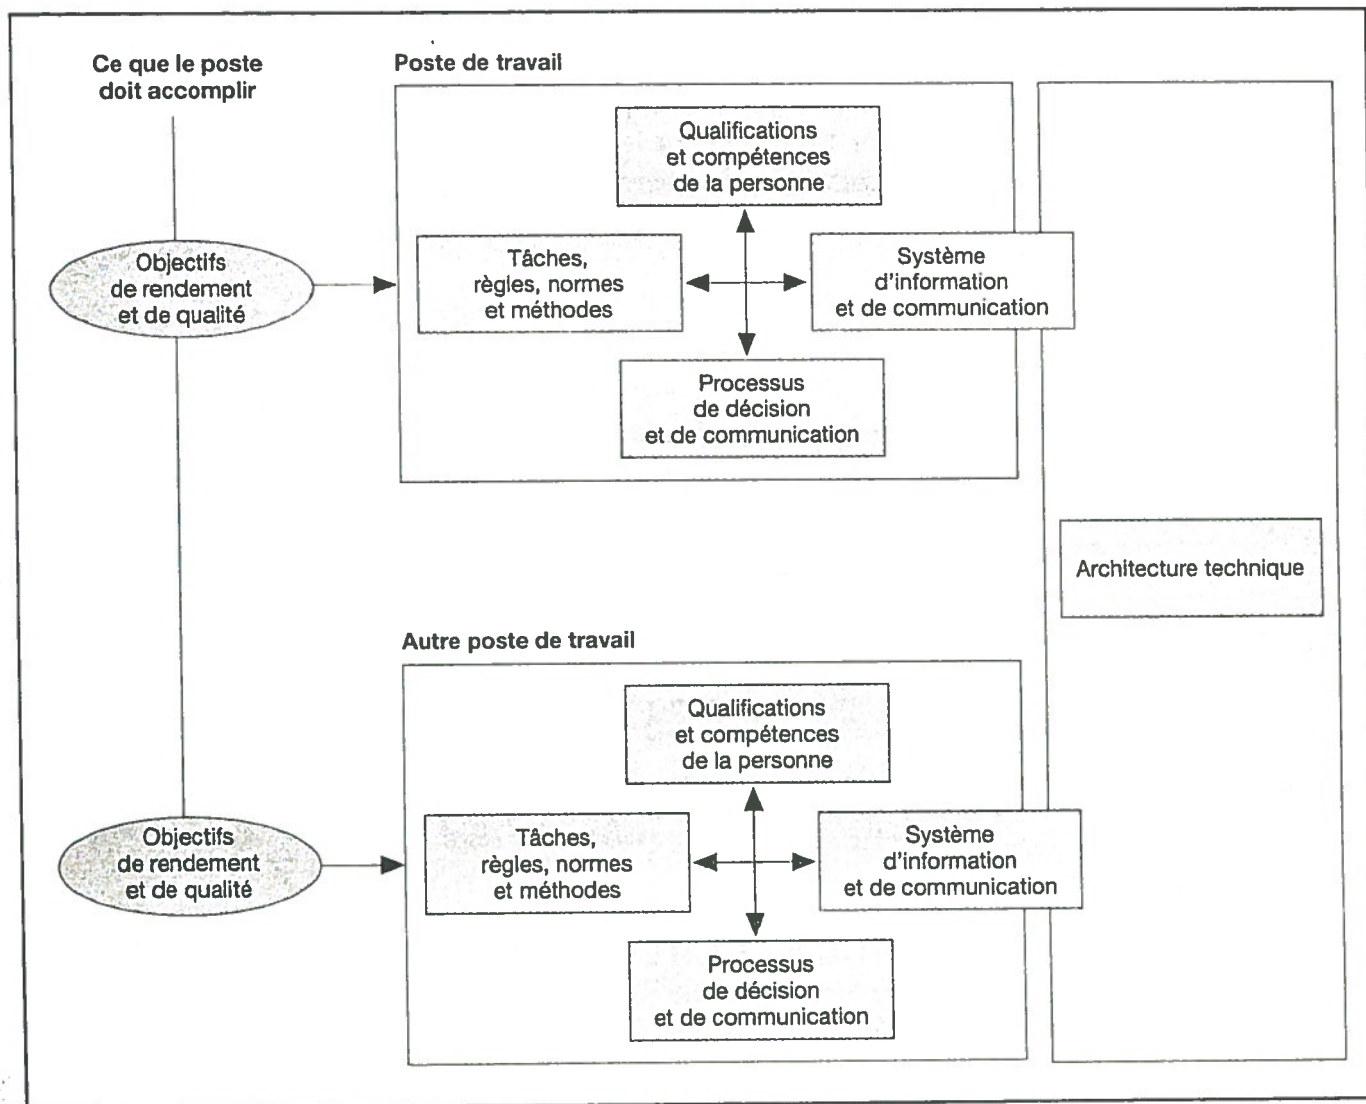 Ce que le poste
doit accomplir
Poste de travail
Qualifications
et compétences
de la personne
Objectifs
de rendement
et de qualité
Tâches,
règles, normes
et méthodes
Système
d'information
et de communication
Processus
de décision
et de communication
Architecture technique
Autre poste de travail
Qualifications
et compétences
de la personne
Objectifs
de rendement
et de qualité
Tâches,
règles, normes
et méthodes
Système
d'information
et de communication
Processus
de décision
et de communication